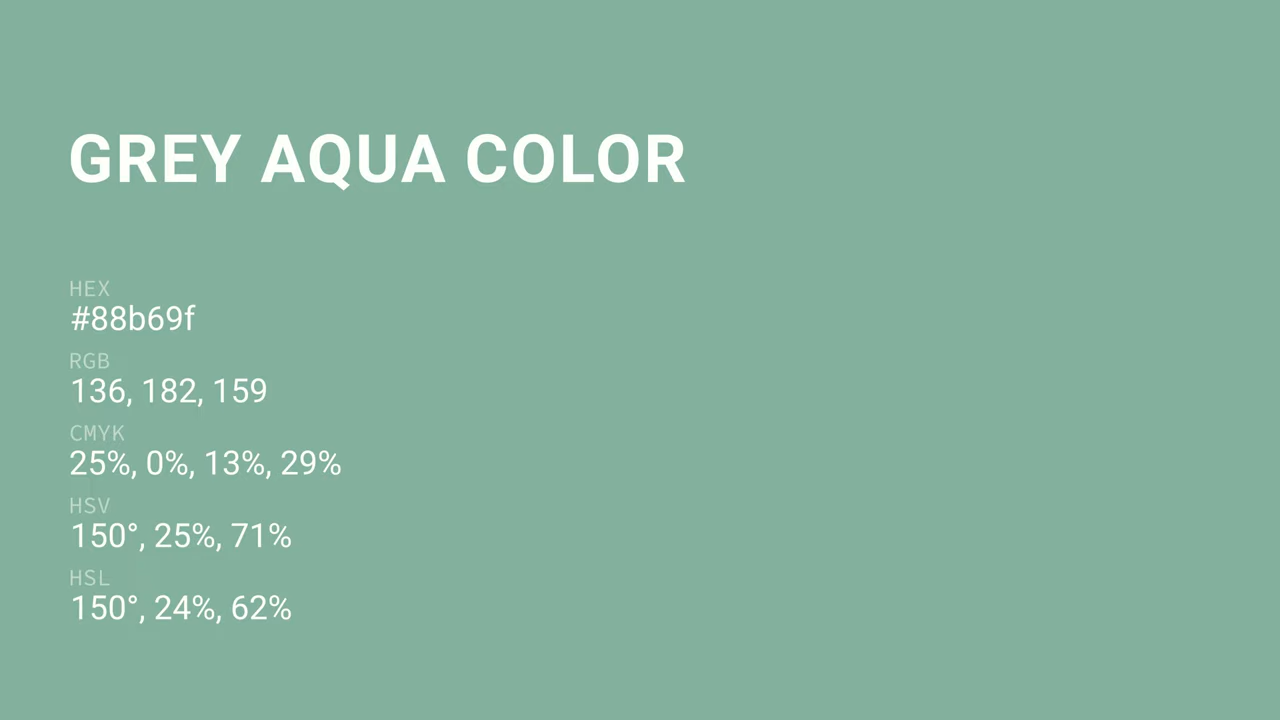 GREY AQUA COLOR
HEX
#88b69f
RGB
136, 182, 159
CMYK
25%, 0%, 13%, 29%
HSV
150°, 25%, 71%
HSL
150°, 24%, 62%